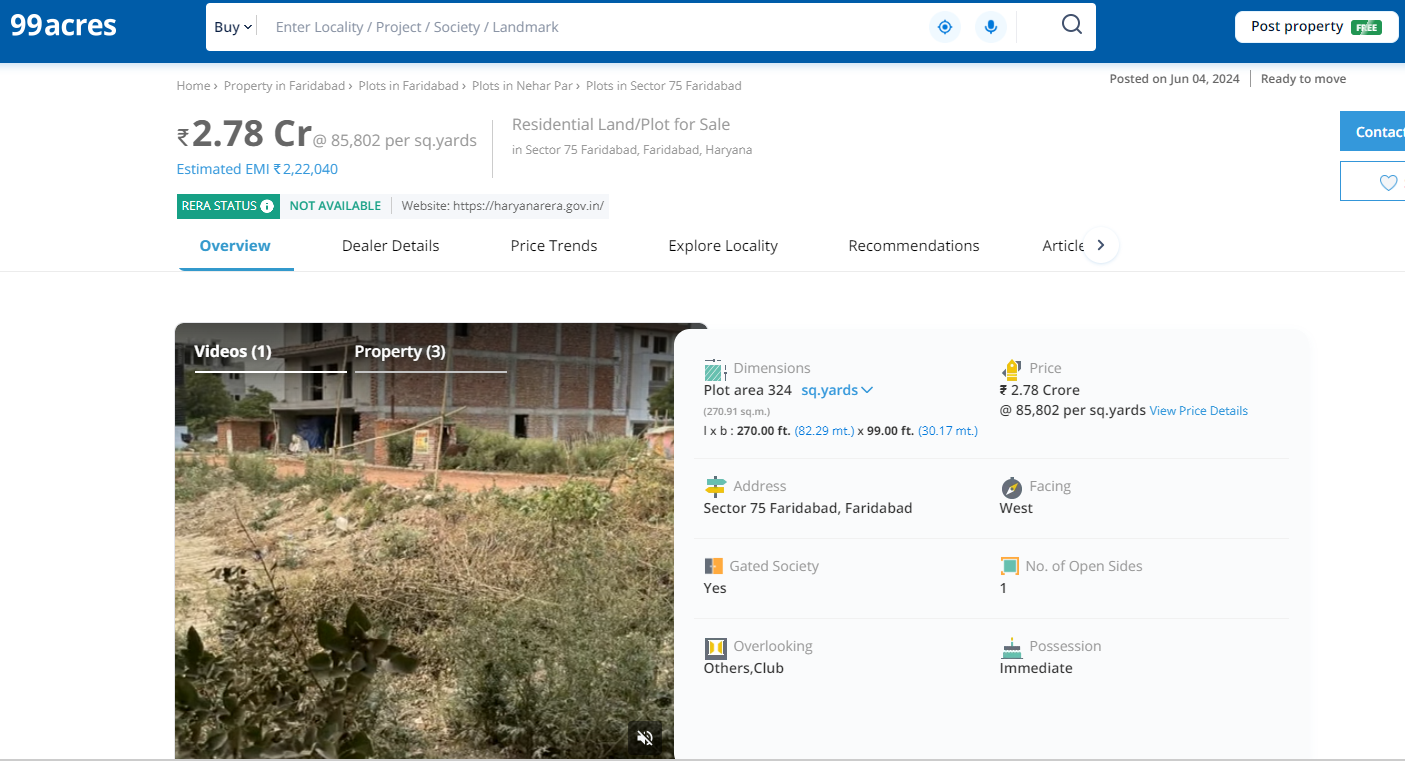 99acres
Buy
Enter Locality / Project / Society / Landmark
Post property FREE
Home › Property in Faridabad › Plots in Faridabad › Plots in Nehar Par › Plots in Sector 75 Faridabad
Posted on Jun 04, 2024 | Ready to move
₹2.78 Cr@ 85,802 per sq.yards
Estimated EMI ₹2,22,040
Residential Land/Plot for Sale
in Sector 75 Faridabad, Faridabad, Haryana
Contact
RERA STATUS NOT AVAILABLE Website: https://haryanarera.gov.in/
Overview Dealer Details Price Trends Explore Locality Recommendations Article
Videos (1) Property (3)
Dimensions
Plot area 324 sq.yards
(270.91 sq.m.)
l x b : 270.00 ft. (82.29 mt.) x 99.00 ft. (30.17 mt.)
Price
₹ 2.78 Crore
@ 85,802 per sq.yards View Price Details
Address
Sector 75 Faridabad, Faridabad
Facing
West
Gated Society
Yes
No. of Open Sides
1
Overlooking
Others,Club
Possession
Immediate